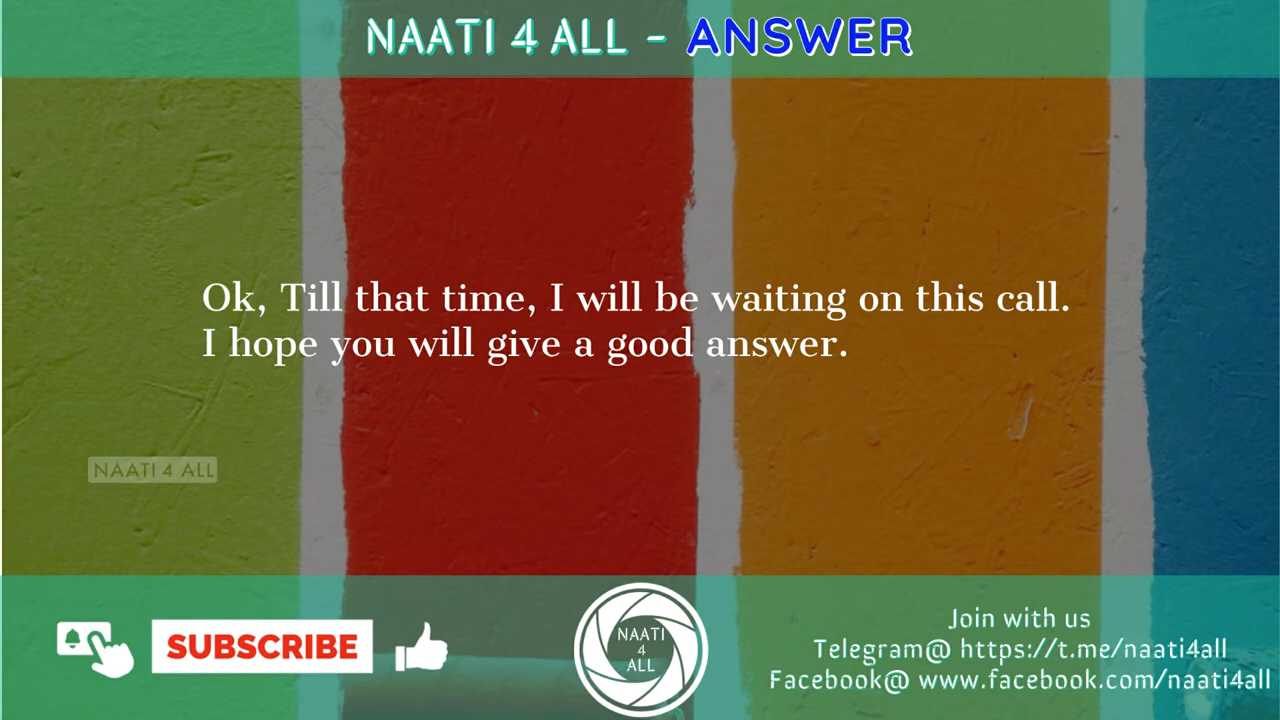 NAATI 4 ALL - ANSWER
Ok, Till that time, I will be waiting on this call.
I hope you will give a good answer.
NAATI 4 ALL
SUBSCRIBE
NAATI
4
ALL
Join with us
Telegram@ https://t.me/naati4all
Facebook@ www.facebook.com/naati4all